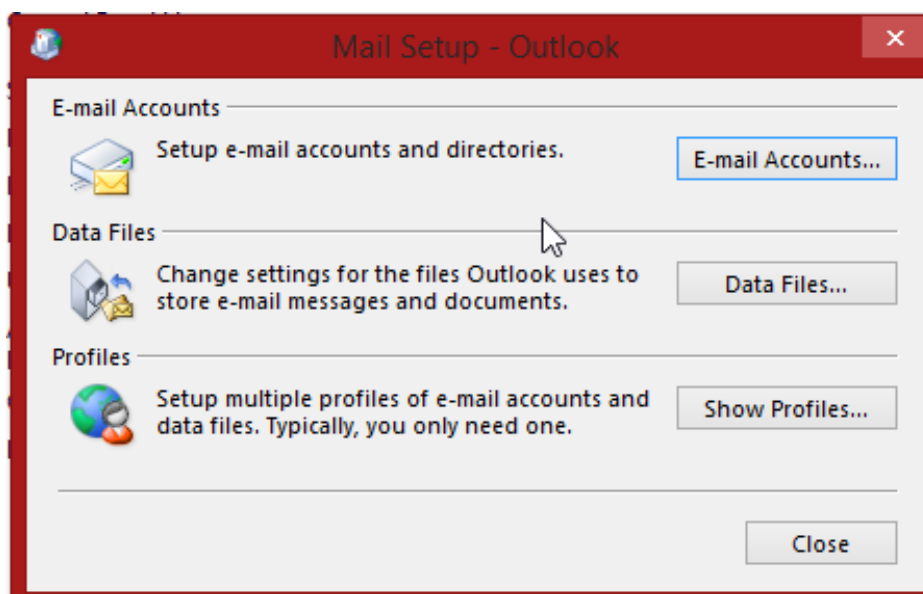 Mail Setup - Outlook
E-mail Accounts
Setup e-mail accounts and directories.
E-mail Accounts...
Data Files
Change settings for the files Outlook uses to
store e-mail messages and documents.
Data Files...
Profiles
Setup multiple profiles of e-mail accounts and
data files. Typically, you only need one.
Show Profiles...
Close